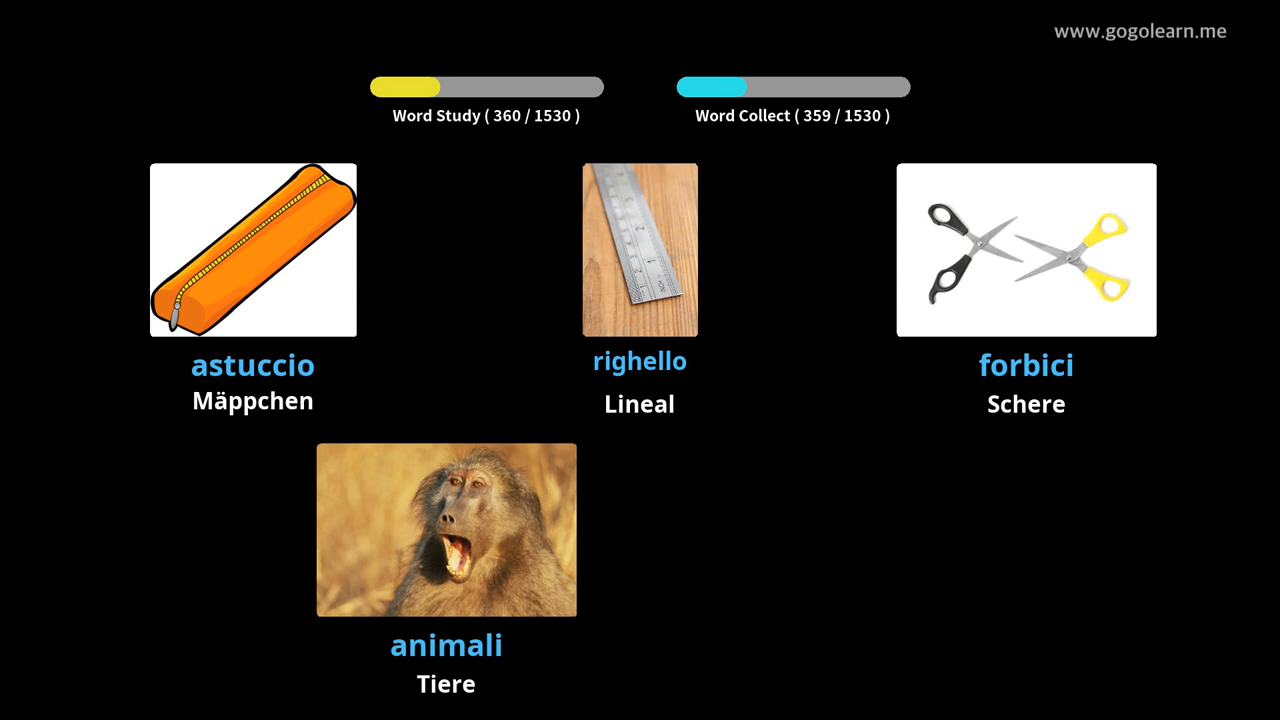 www.gogolearn.me
Word Study ( 360 / 1530 )
Word Collect ( 359 / 1530 )
astuccio
Mäppchen
righello
Lineal
forbici
Schere
animali
Tiere